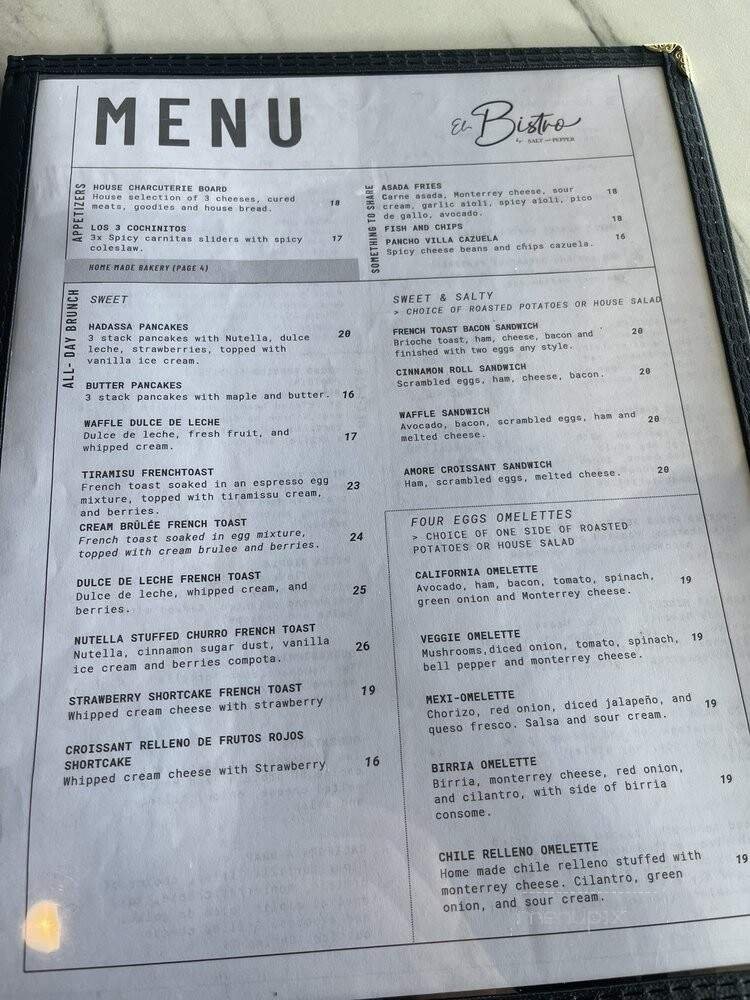 MENU
El Bistro
by SALT and PEPPER
APPETIZERS
HOUSE CHARCUTERIE BOARD
House selection of 3 cheeses, cured
meats, goodies and house bread. 18
LOS 3 COCHINITOS
3x Spicy carnitas sliders with spicy 17
coleslaw.
HOME MADE BAKERY (PAGE 4)
SOMETHING TO SHARE
ASADA FRIES
Carne asada, Monterrey cheese, sour 18
cream, garlic aioli, spicy aioli, pico
de gallo, avocado.
FISH AND CHIPS 18
PANCHO VILLA CAZUELA 16
Spicy cheese beans and chips cazuela.
ALL- DAY BRUNCH
SWEET
HADASSA PANCAKES
3 stack pancakes with Nutella, dulce 20
leche, strawberries, topped with
vanilla ice cream.
BUTTER PANCAKES
3 stack pancakes with maple and butter. 16
WAFFLE DULCE DE LECHE
Dulce de leche, fresh fruit, and 17
whipped cream.
TIRAMISU FRENCHTOAST
French toast soaked in an espresso egg 23
mixture, topped with tiramissu cream,
and berries.
CREAM BRÛLÉE FRENCH TOAST
French toast soaked in egg mixture, 24
topped with cream brulee and berries.
DULCE DE LECHE FRENCH TOAST
Dulce de leche, whipped cream, and 25
berries.
NUTELLA STUFFED CHURRO FRENCH TOAST
Nutella, cinnamon sugar dust, vanilla 26
ice cream and berries compota.
STRAWBERRY SHORTCAKE FRENCH TOAST 19
Whipped cream cheese with strawberry
CROISSANT RELLENO DE FRUTOS ROJOS
SHORTCAKE
Whipped cream cheese with Strawberry 16
SWEET & SALTY
> CHOICE OF ROASTED POTATOES OR HOUSE SALAD
FRENCH TOAST BACON SANDWICH
Brioche toast, ham, cheese, bacon and 20
finished with two eggs any style.
CINNAMON ROLL SANDWICH
Scrambled eggs, ham, cheese, bacon. 20
WAFFLE SANDWICH
Avocado, bacon, scrambled eggs, ham and 20
melted cheese.
AMORE CROISSANT SANDWICH
Ham, scrambled eggs, melted cheese. 20
FOUR EGGS OMELETTES
> CHOICE OF ONE SIDE OF ROASTED
POTATOES OR HOUSE SALAD
CALIFORNIA OMELETTE
Avocado, ham, bacon, tomato, spinach, 19
green onion and Monterrey cheese.
VEGGIE OMELETTE
Mushrooms,diced onion, tomato, spinach, 19
bell pepper and monterrey cheese.
MEXI-OMELETTE
Chorizo, red onion, diced jalapeño, and 19
queso fresco. Salsa and sour cream.
BIRRIA OMELETTE
Birria, monterrey cheese, red onion, 19
and cilantro, with side of birria
consome.
CHILE RELLENO OMELETTE
Home made chile relleno stuffed with 19
monterrey cheese. Cilantro, green
onion, and sour cream.
menupix